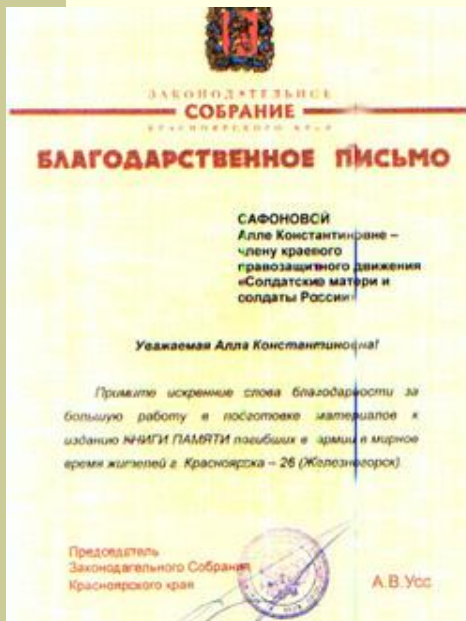 ЗАКОНОДАТЕЛЬНОЕ
СОБРАНИЕ
КРАСНОЯРСКОГО КРАЯ
БЛАГОДАРСТВЕННОЕ ПИСЬМО
САФОНОВОЙ
Алле Константиновне –
члену краевого
правозащитного движения
«Солдатские матери и
солдаты России»
Уважаемая Алла Константиновна!
Примите искренние слова благодарности за
большую работу в подготовке материалов к
изданию КНИГИ ПАМЯТИ погибших в армии в мирное
время жителей г. Красноярска – 26 (Железногорск)
Председатель
Законодательного Собрания
Красноярского края
А.В.Усс